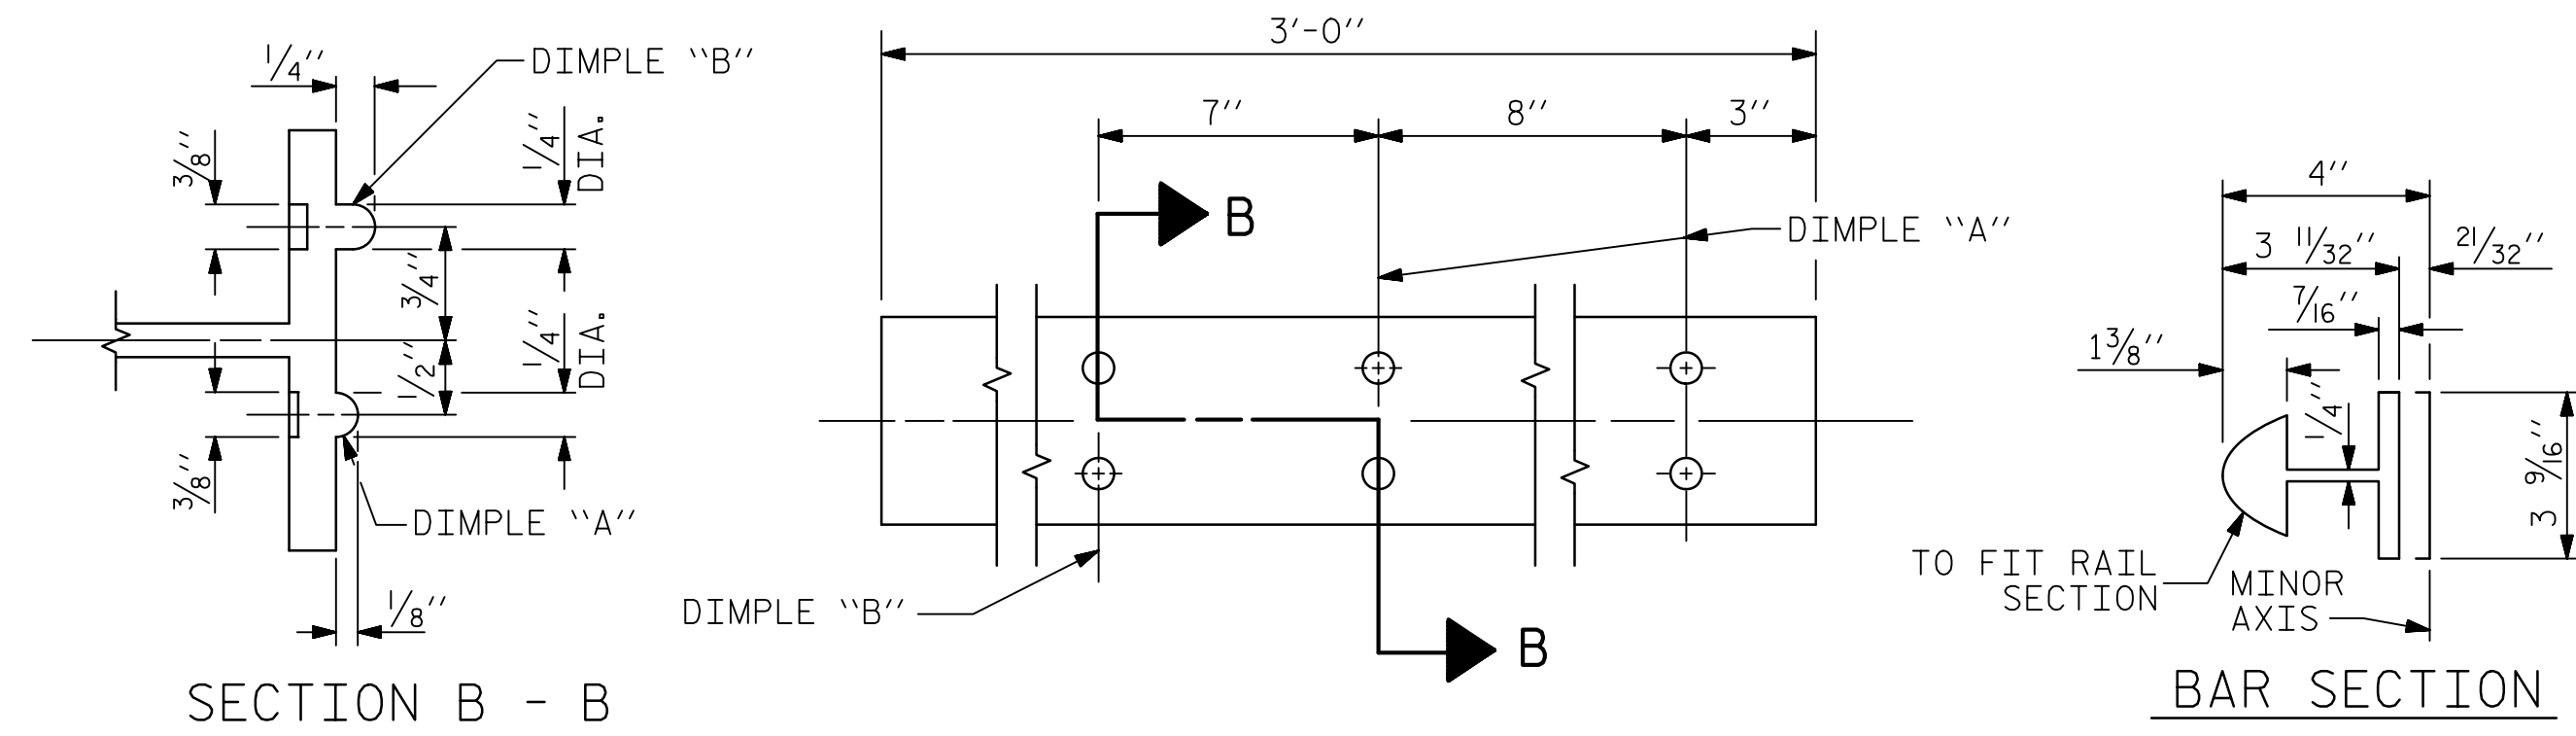 1/4''
DIMPLE ``B''
3/8''
1/4''
DIA.
3/4''
1/2''
1/4''
DIA.
3/8''
DIMPLE ``A''
1/8''
SECTION B - B
3'-0''
7''
8''
3''
B
DIMPLE ``A''
DIMPLE ``B''
B
4''
3 11/32''
21/32''
7/16''
1 3/8''
1/4''
3 9/16''
TO FIT RAIL
SECTION
MINOR
AXIS
BAR SECTION